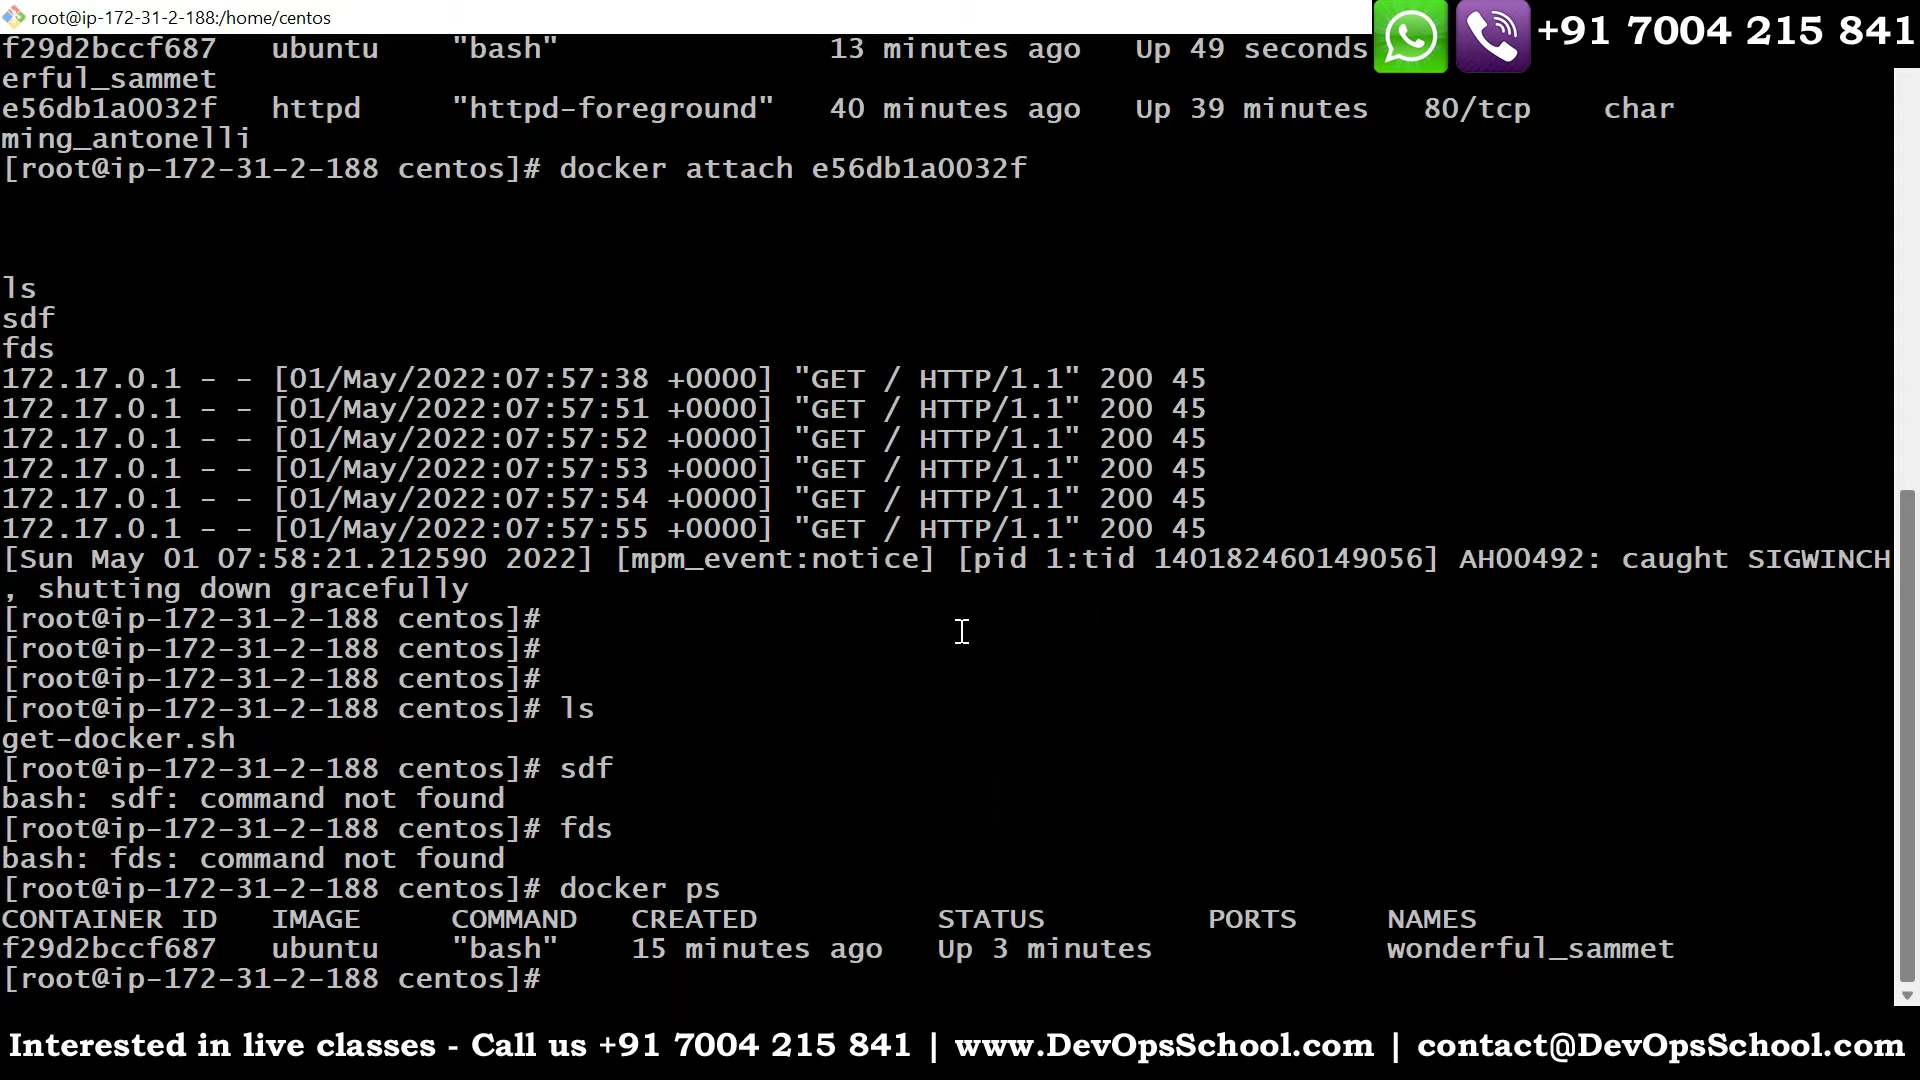 root@ip-172-31-2-188:/home/centos
+91 7004 215 841
f29d2bccf687 ubuntu "bash" 13 minutes ago Up 49 seconds
erful_sammet
e56db1a0032f httpd "httpd-foreground" 40 minutes ago Up 39 minutes 80/tcp char
ming_antonelli
[root@ip-172-31-2-188 centos]# docker attach e56db1a0032f
ls
sdf
fds
172.17.0.1 - - [01/May/2022:07:57:38 +0000] "GET / HTTP/1.1" 200 45
172.17.0.1 - - [01/May/2022:07:57:51 +0000] "GET / HTTP/1.1" 200 45
172.17.0.1 - - [01/May/2022:07:57:52 +0000] "GET / HTTP/1.1" 200 45
172.17.0.1 - - [01/May/2022:07:57:53 +0000] "GET / HTTP/1.1" 200 45
172.17.0.1 - - [01/May/2022:07:57:54 +0000] "GET / HTTP/1.1" 200 45
172.17.0.1 - - [01/May/2022:07:57:55 +0000] "GET / HTTP/1.1" 200 45
[Sun May 01 07:58:21.212590 2022] [mpm_event:notice] [pid 1:tid 140182460149056] AH00492: caught SIGWINCH
, shutting down gracefully
[root@ip-172-31-2-188 centos]#
[root@ip-172-31-2-188 centos]#
[root@ip-172-31-2-188 centos]#
[root@ip-172-31-2-188 centos]# ls
get-docker.sh
[root@ip-172-31-2-188 centos]# sdf
bash: sdf: command not found
[root@ip-172-31-2-188 centos]# fds
bash: fds: command not found
[root@ip-172-31-2-188 centos]# docker ps
CONTAINER ID IMAGE COMMAND CREATED STATUS PORTS NAMES
f29d2bccf687 ubuntu "bash" 15 minutes ago Up 3 minutes wonderful_sammet
[root@ip-172-31-2-188 centos]#
Interested in live classes - Call us +91 7004 215 841 | www.DevOpsSchool.com | contact@DevOpsSchool.com